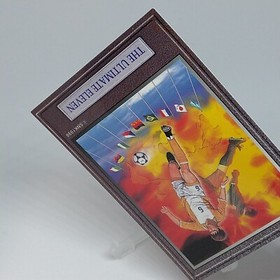 THE ULTIMATE ELEVEN